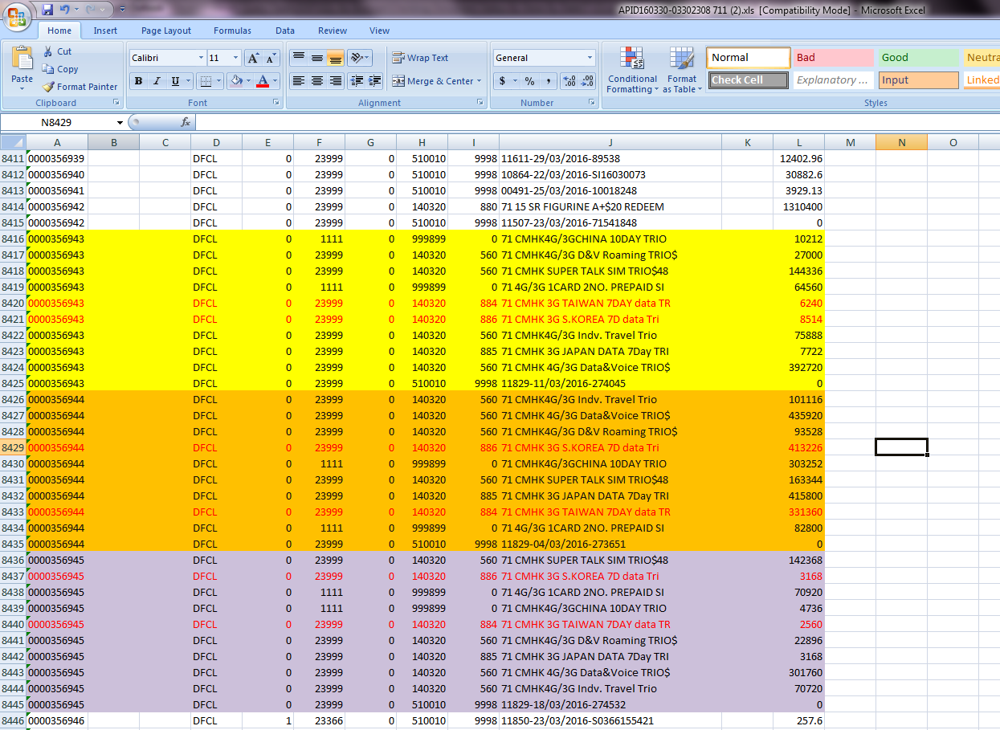 APID160330-03302308 711 (2).xls [Compatibility Mode] - Microsoft Excel
Home Insert Page Layout Formulas Data Review View
Paste Cut Copy Format Painter
Calibri 11 A A B I U A
Wrap Text Merge & Center
General $ % ,
Conditional Formatting Format as Table
Normal Bad Good Neutra
Check Cell Explanatory ... Input Linked
Clipboard Font Alignment Number Styles
N8429 fx
A B C D E F G H I J K L M N O
8411 0000356939 DFCL 0 23999 0 510010 9998 11611-29/03/2016-89538 12402.96
8412 0000356940 DFCL 0 23999 0 510010 9998 10864-22/03/2016-SI16030073 30882.6
8413 0000356941 DFCL 0 23999 0 510010 9998 00491-25/03/2016-10018248 3929.13
8414 0000356942 DFCL 0 23999 0 140320 880 71 15 SR FIGURINE A+$20 REDEEM 1310400
8415 0000356942 DFCL 0 23999 0 510010 9998 11507-23/03/2016-71541848 0
8416 0000356943 DFCL 0 1111 0 999899 0 71 CMHK4G/3GCHINA 10DAY TRIO 10212
8417 0000356943 DFCL 0 23999 0 140320 560 71 CMHK4G/3G D&V Roaming TRIO$ 27000
8418 0000356943 DFCL 0 23999 0 140320 560 71 CMHK SUPER TALK SIM TRIO$48 144336
8419 0000356943 DFCL 0 1111 0 999899 0 71 4G/3G 1CARD 2NO. PREPAID SI 64560
8420 0000356943 DFCL 0 23999 0 140320 884 71 CMHK 3G TAIWAN 7DAY data TR 6240
8421 0000356943 DFCL 0 23999 0 140320 886 71 CMHK 3G S.KOREA 7D data Tri 8514
8422 0000356943 DFCL 0 23999 0 140320 560 71 CMHK4G/3G Indv. Travel Trio 75888
8423 0000356943 DFCL 0 23999 0 140320 885 71 CMHK 3G JAPAN DATA 7Day TRI 7722
8424 0000356943 DFCL 0 23999 0 140320 560 71 CMHK 4G/3G Data&Voice TRIO$ 392720
8425 0000356943 DFCL 0 23999 0 510010 9998 11829-11/03/2016-274045 0
8426 0000356944 DFCL 0 23999 0 140320 560 71 CMHK4G/3G Indv. Travel Trio 101116
8427 0000356944 DFCL 0 23999 0 140320 560 71 CMHK 4G/3G Data&Voice TRIO$ 435920
8428 0000356944 DFCL 0 23999 0 140320 560 71 CMHK4G/3G D&V Roaming TRIO$ 93528
8429 0000356944 DFCL 0 23999 0 140320 886 71 CMHK 3G S.KOREA 7D data Tri 413226
8430 0000356944 DFCL 0 1111 0 999899 0 71 CMHK4G/3GCHINA 10DAY TRIO 303252
8431 0000356944 DFCL 0 23999 0 140320 560 71 CMHK SUPER TALK SIM TRIO$48 163344
8432 0000356944 DFCL 0 23999 0 140320 885 71 CMHK 3G JAPAN DATA 7Day TRI 415800
8433 0000356944 DFCL 0 23999 0 140320 884 71 CMHK 3G TAIWAN 7DAY data TR 331360
8434 0000356944 DFCL 0 1111 0 999899 0 71 4G/3G 1CARD 2NO. PREPAID SI 82800
8435 0000356944 DFCL 0 23999 0 510010 9998 11829-04/03/2016-273651 0
8436 0000356945 DFCL 0 23999 0 140320 560 71 CMHK SUPER TALK SIM TRIO$48 142368
8437 0000356945 DFCL 0 23999 0 140320 886 71 CMHK 3G S.KOREA 7D data Tri 3168
8438 0000356945 DFCL 0 1111 0 999899 0 71 4G/3G 1CARD 2NO. PREPAID SI 70920
8439 0000356945 DFCL 0 1111 0 999899 0 71 CMHK4G/3GCHINA 10DAY TRIO 4736
8440 0000356945 DFCL 0 23999 0 140320 884 71 CMHK 3G TAIWAN 7DAY data TR 2560
8441 0000356945 DFCL 0 23999 0 140320 560 71 CMHK4G/3G D&V Roaming TRIO$ 22896
8442 0000356945 DFCL 0 23999 0 140320 885 71 CMHK 3G JAPAN DATA 7Day TRI 3168
8443 0000356945 DFCL 0 23999 0 140320 560 71 CMHK 4G/3G Data&Voice TRIO$ 301760
8444 0000356945 DFCL 0 23999 0 140320 560 71 CMHK4G/3G Indv. Travel Trio 70720
8445 0000356945 DFCL 0 23999 0 510010 9998 11829-18/03/2016-274532 0
8446 0000356946 DFCL 1 23366 0 510010 9998 11850-23/03/2016-S0366155421 257.6